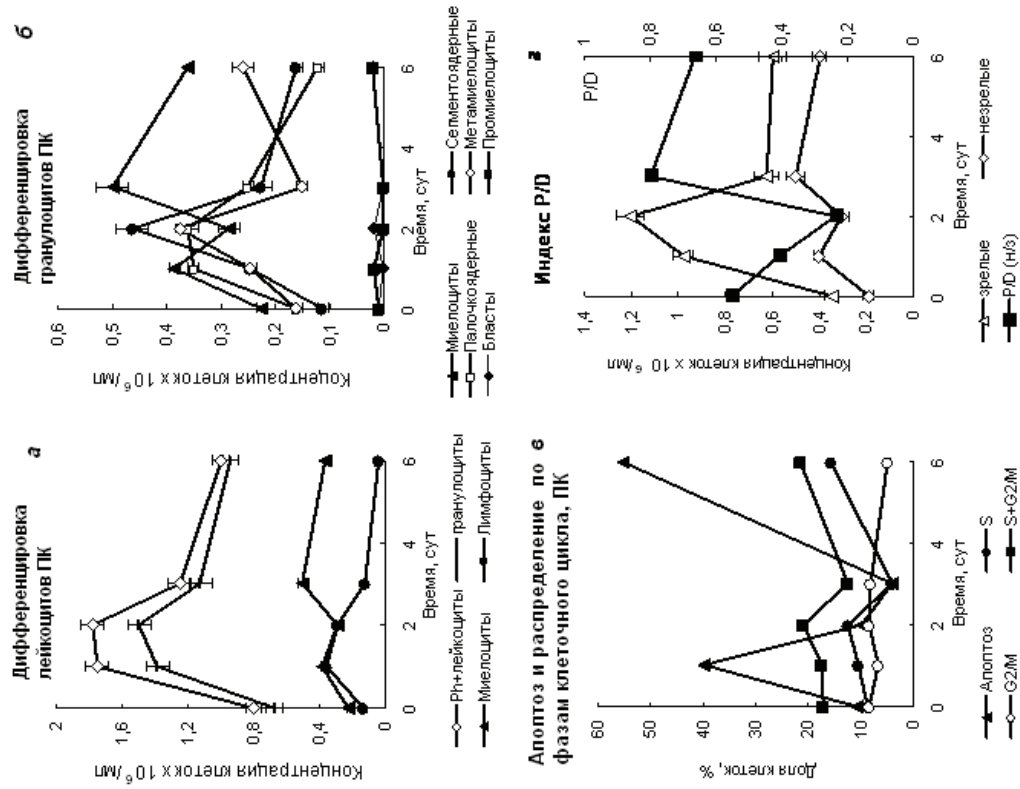 Дифференцировка
лейкоцитов ПК
а
Концентрация клеток x 10⁶/мл
2
1,6
1,2
0,8
0,4
0
0
2
4
6
Время, сут
Ph+лейкоциты
гранулоциты
Миелоциты
Лимфоциты
Дифференцировка
гранулоцитов ПК
б
Концентрация клеток x 10⁶/мл
0,6
0,5
0,4
0,3
0,2
0,1
0
0
2
4
6
Время, сут
Миелоциты
Сегментоядерные
Палочкоядерные
Метамиелоциты
Бласты
Промиелоциты
Апоптоз и распределение по
фазам клеточного цикла, ПК
в
Доля клеток, %
60
50
40
30
20
10
0
0
2
4
6
Время, сут
Апоптоз
S
G2/M
S+G2/M
Индекс P/D
г
Концентрация клеток x 10⁶/мл
1,4
1,2
1
0,8
0,6
0,4
0,2
0
P/D
1
0,8
0,6
0,4
0,2
0
0
2
4
6
Время, сут
зрелые
незрелые
P/D (н/з)